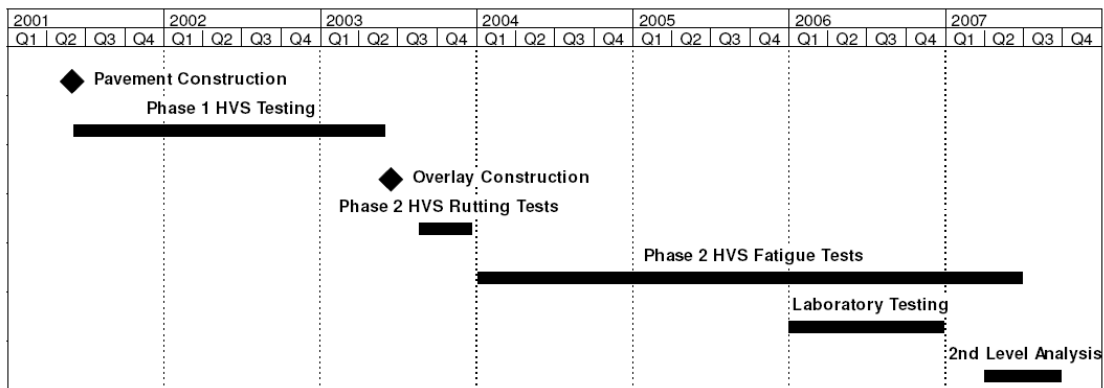 2001 2002 2003 2004 2005 2006 2007
Q1 Q2 Q3 Q4 Q1 Q2 Q3 Q4 Q1 Q2 Q3 Q4 Q1 Q2 Q3 Q4 Q1 Q2 Q3 Q4 Q1 Q2 Q3 Q4 Q1 Q2 Q3 Q4
Pavement Construction
Phase 1 HVS Testing
Overlay Construction
Phase 2 HVS Rutting Tests
Phase 2 HVS Fatigue Tests
Laboratory Testing
2nd Level Analysis